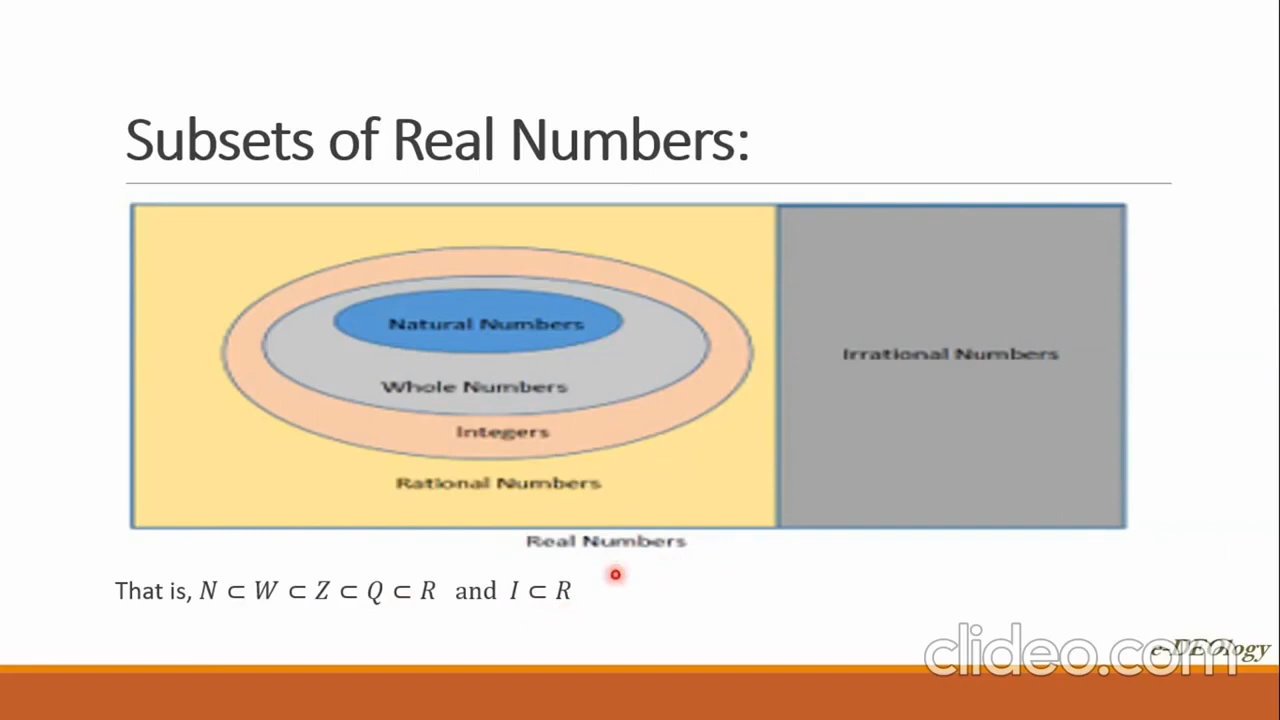 Subsets of Real Numbers:
Natural Numbers
Whole Numbers
Integers
Rational Numbers
Irrational Numbers
Real Numbers
That is, N ⊂ W ⊂ Z ⊂ Q ⊂ R and I ⊂ R
e-DEOlogy
clideo.com